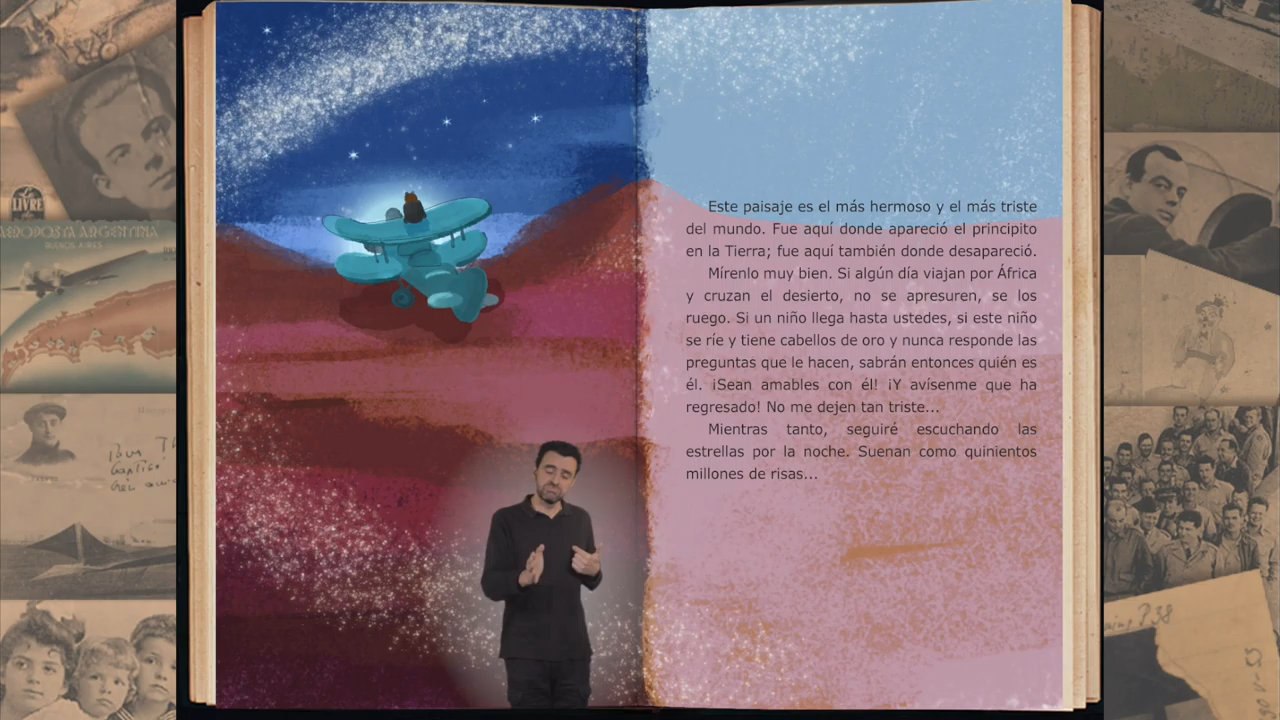 LIVRE
AEROPOSTA ARGENTINA
BUENOS AIRES
Este paisaje es el más hermoso y el más triste
del mundo. Fue aquí donde apareció el principito
en la Tierra; fue aquí también donde desapareció.
Mírenlo muy bien. Si algún día viajan por África
y cruzan el desierto, no se apresuren, se los
ruego. Si un niño llega hasta ustedes, si este niño
se ríe y tiene cabellos de oro y nunca responde las
preguntas que le hacen, sabrán entonces quién es
él. ¡Sean amables con él! ¡Y avísenme que ha
regresado! No me dejen tan triste...
Mientras tanto, seguiré escuchando las
estrellas por la noche. Suenan como quinientos
millones de risas...
P38